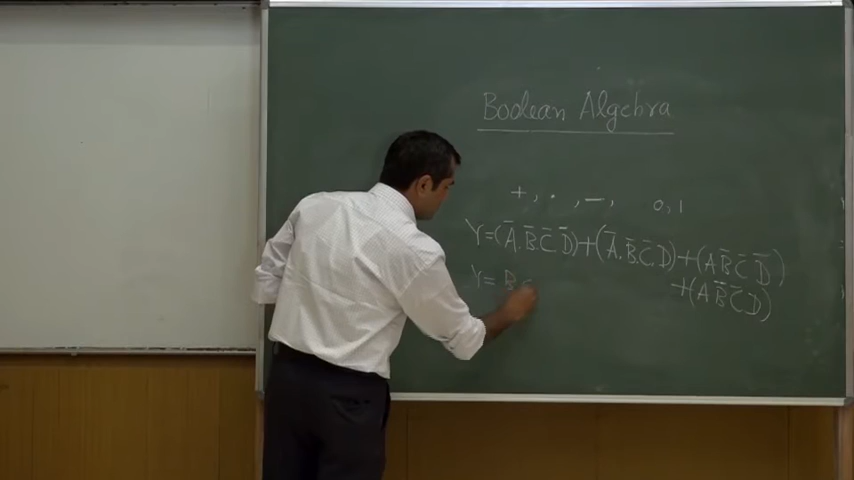 Boolean Algebra
+, ., —, 0,1
Y=(A̅.B̅.C̅ D̅)+(A̅.B̅.C̅ D)+(A B̅ C̅ D̅)
+(A B̅ C̅ D)
Y= B̅